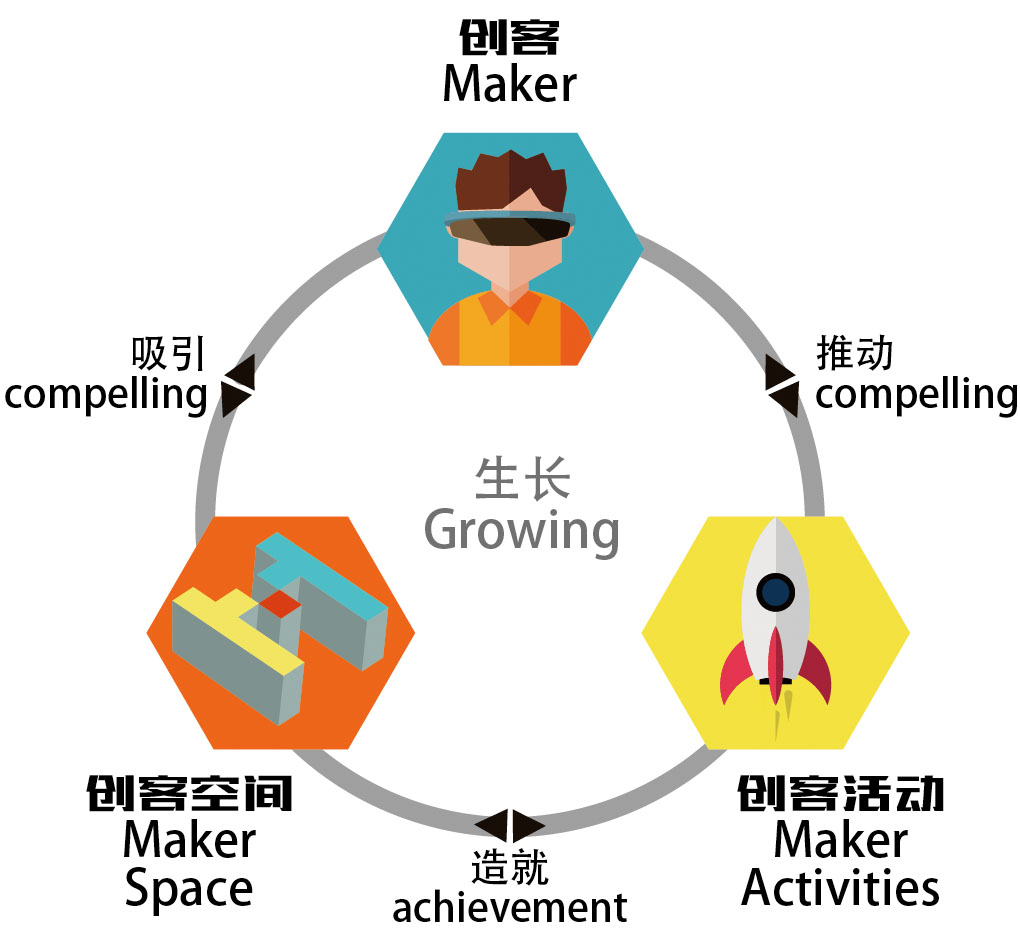 创客
Maker
吸引
compelling
推动
compelling
生长
Growing
创客空间
Maker
Space
创客活动
Maker
Activities
造就
achievement